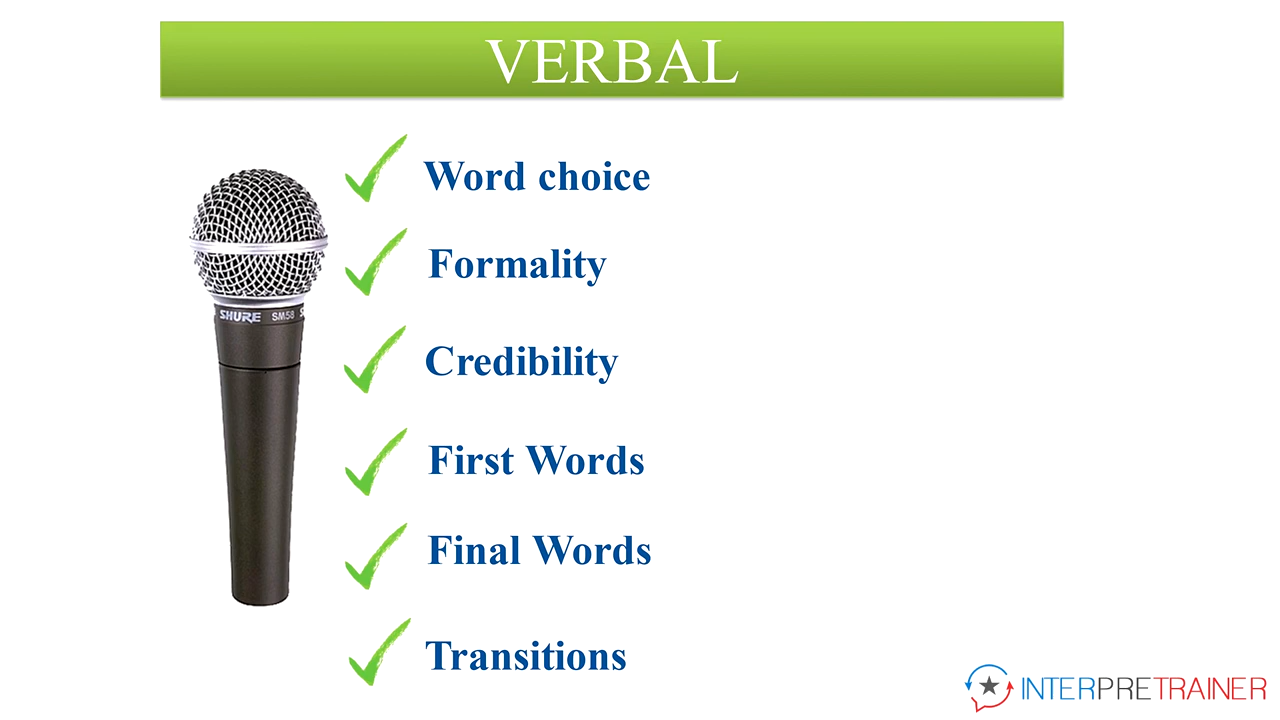 VERBAL
Word choice
Formality
Credibility
First Words
Final Words
Transitions
SHURE SM58 S
INTERPRETRAINER